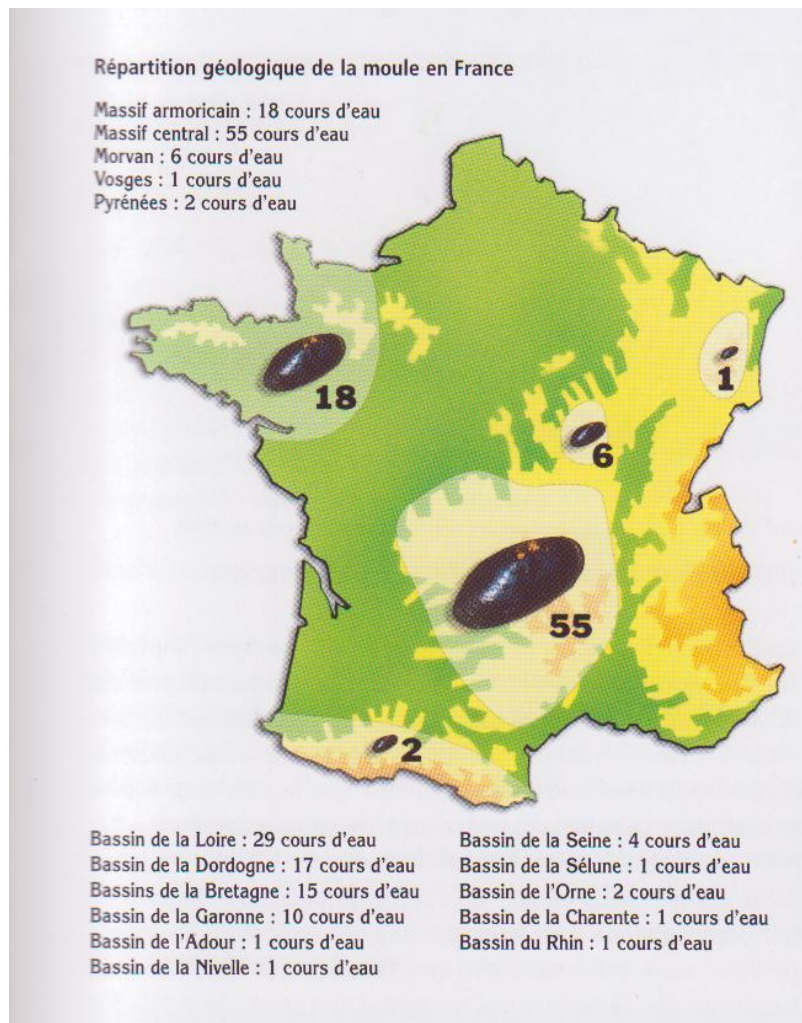 Répartition géologique de la moule en France
Massif armoricain : 18 cours d'eau
Massif central : 55 cours d'eau
Morvan : 6 cours d'eau
Vosges : 1 cours d'eau
Pyrénées : 2 cours d'eau
18
1
6
55
2
Bassin de la Loire : 29 cours d'eau
Bassin de la Dordogne : 17 cours d'eau
Bassins de la Bretagne : 15 cours d'eau
Bassin de la Garonne : 10 cours d'eau
Bassin de l'Adour : 1 cours d'eau
Bassin de la Nivelle : 1 cours d'eau
Bassin de la Seine : 4 cours d'eau
Bassin de la Sélune : 1 cours d'eau
Bassin de l'Orne : 2 cours d'eau
Bassin de la Charente : 1 cours d'eau
Bassin du Rhin : 1 cours d'eau